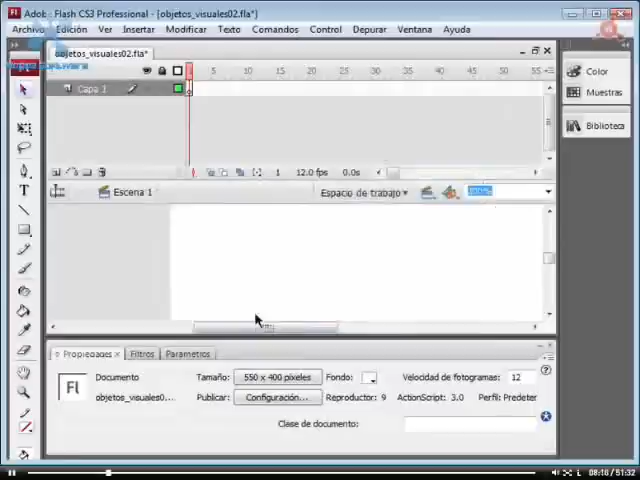 Adobe Flash CS3 Professional - [objetos_visuales02.fla*]
Archivo Edición Ver Insertar Modificar Texto Comandos Control Depurar Ventana Ayuda
objetos_visuales02.fla*
5 10 15 20 25 30 35 40 45 50 55
Capa 1
1 12.0 fps 0.0s
Escena 1 Espacio de trabajo
Color
Muestras
Biblioteca
Propiedades x Filtros Parámetros
Fl
Documento
objetos_visuales0...
Tamaño: 550 x 400 píxeles Fondo: Velocidad de fotogramas: 12
Publicar: Configuración... Reproductor: 9 ActionScript: 3.0 Perfil: Predeter
Clase de documento:
08:16 / 51:32